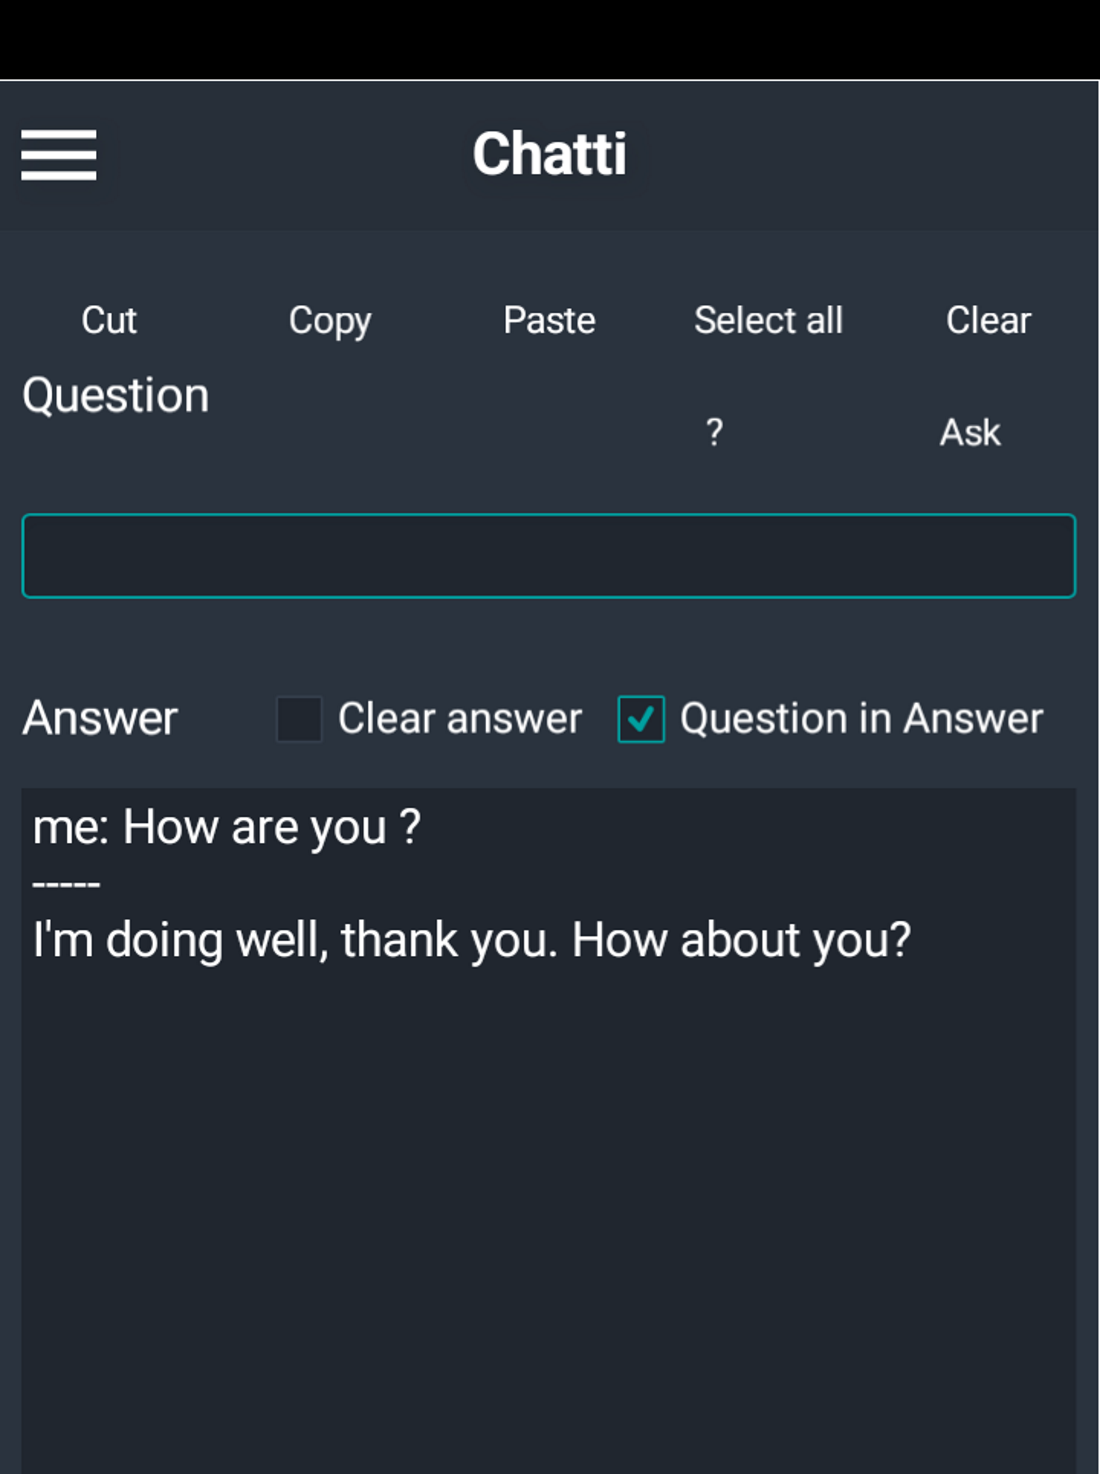 Chatti
Cut Copy Paste Select all Clear
Question
? Ask
Answer Clear answer Question in Answer
me: How are you ?
-----
I'm doing well, thank you. How about you?